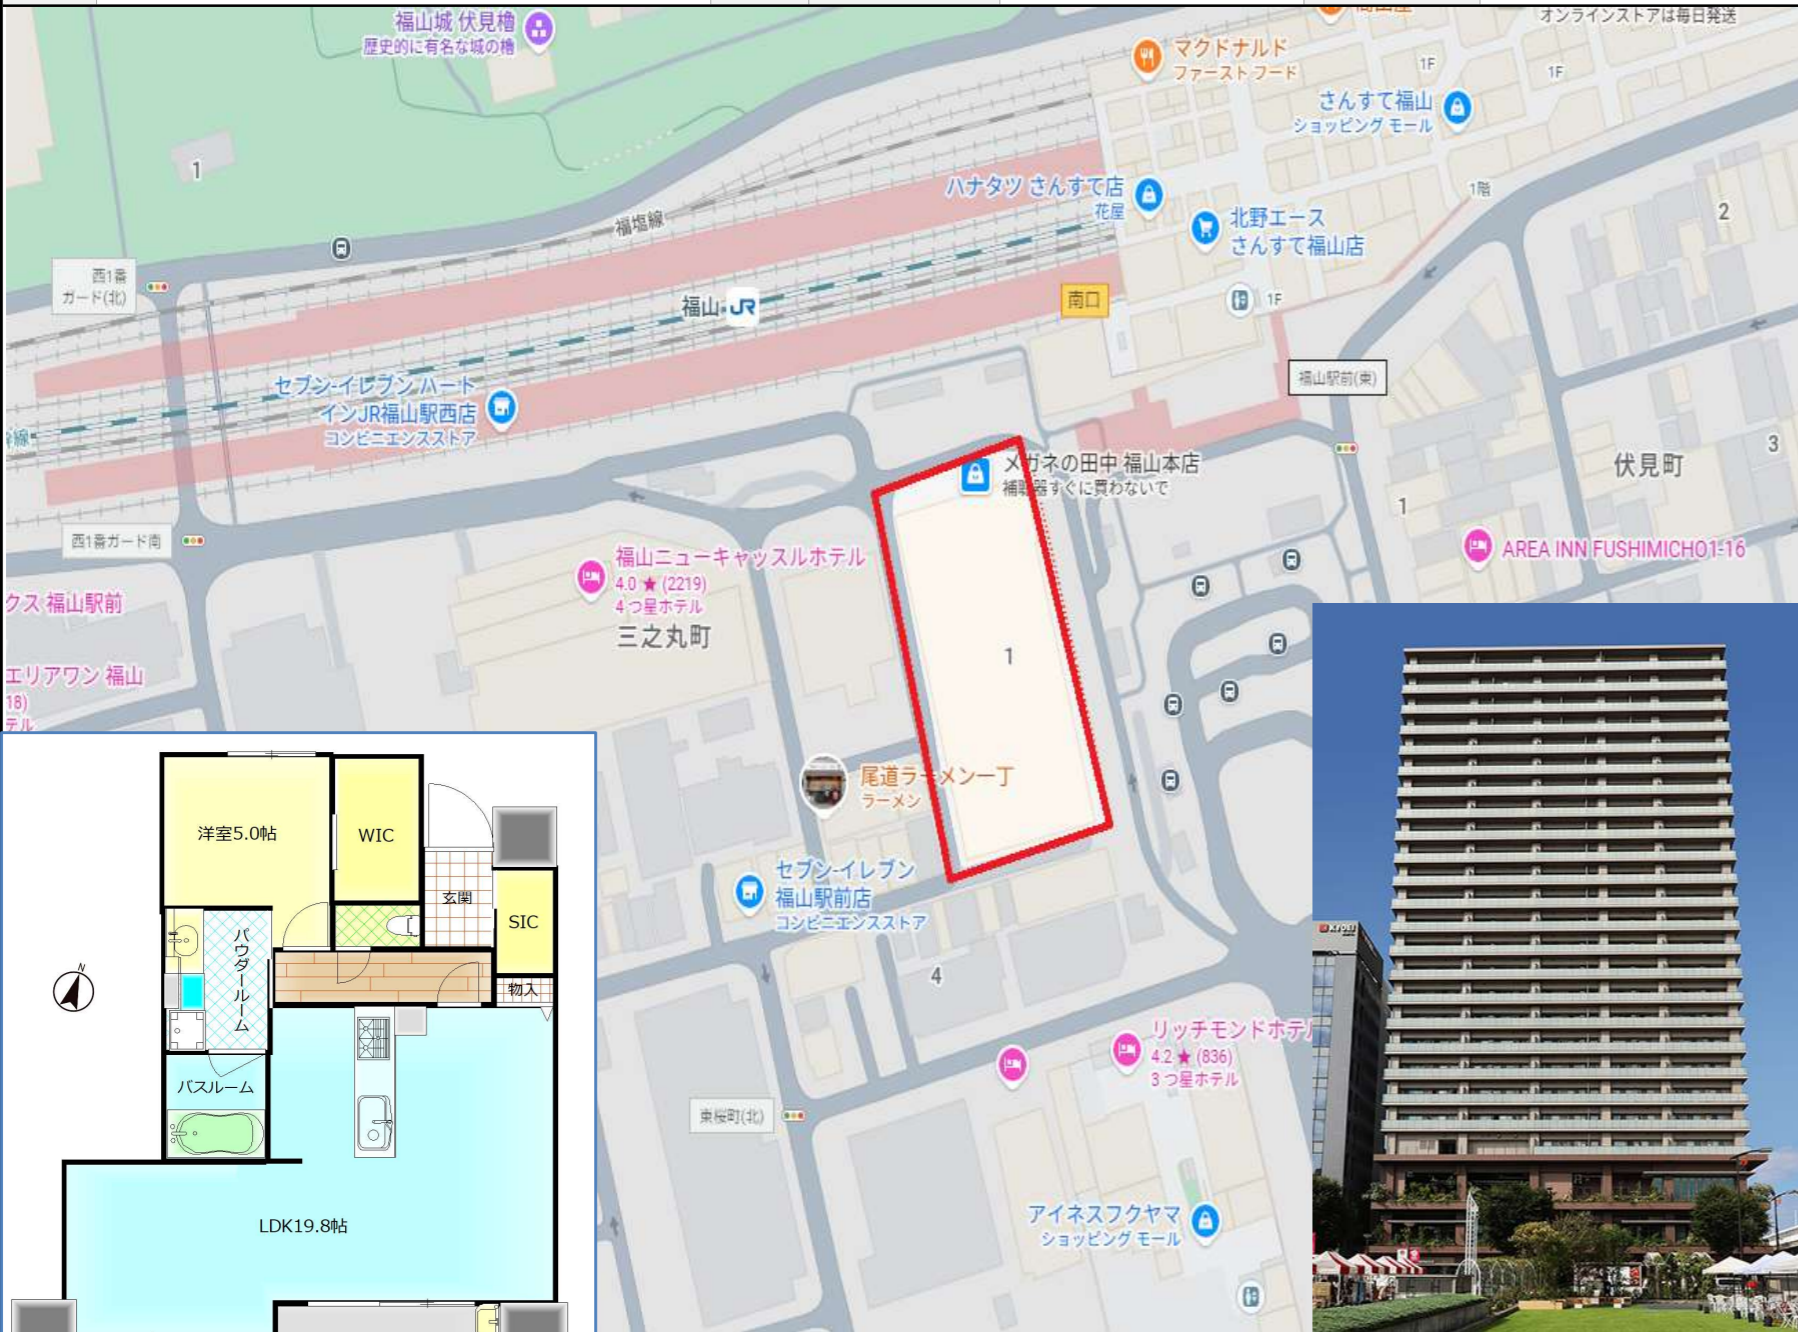 福山城 伏見櫓
歴史的に有名な城の櫓
マクドナルド
ファースト フード
オンラインストアは毎日発送
1F
1F
さんすて福山
ショッピング モール
1
ハナタツ さんすて店
花屋
1階
2
北野エース
さんすて福山店
福塩線
西1番
ガード(北)
福山 JR
南口
1F
福山駅前(東)
セブン-イレブン ハート
インJR福山駅西店
コンビニエンスストア
線
メガネの田中 福山本店
補聴器すぐに買わないで
伏見町
3
1
西1番ガード南
福山ニューキャッスルホテル
4.0 ★ (2219)
4 つ星ホテル
三之丸町
AREA INN FUSHIMICHO1-16
クス 福山駅前
エリアワン 福山
18)
テル
1
尾道ラーメン一丁
ラーメン
セブン-イレブン
福山駅前店
コンビニエンスストア
4
リッチモンドホテル
4.2 ★ (836)
3 つ星ホテル
東桜町(北)
アイネスフクヤマ
ショッピング モール
洋室5.0帖
WIC
玄関
SIC
パウダールーム
物入
N
バスルーム
LDK19.8帖